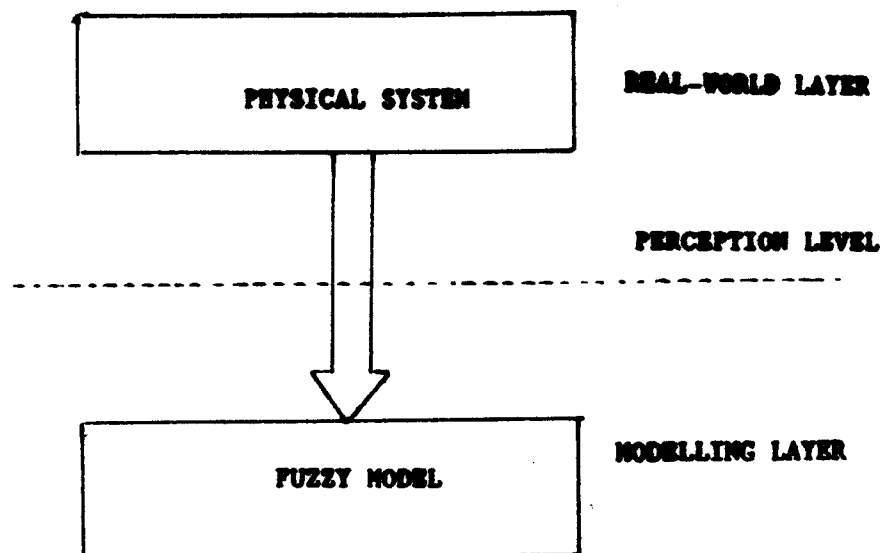 PHYSICAL SYSTEM
REAL-WORLD LAYER
PERCEPTION LEVEL
MODELLING LAYER
FUZZY MODEL